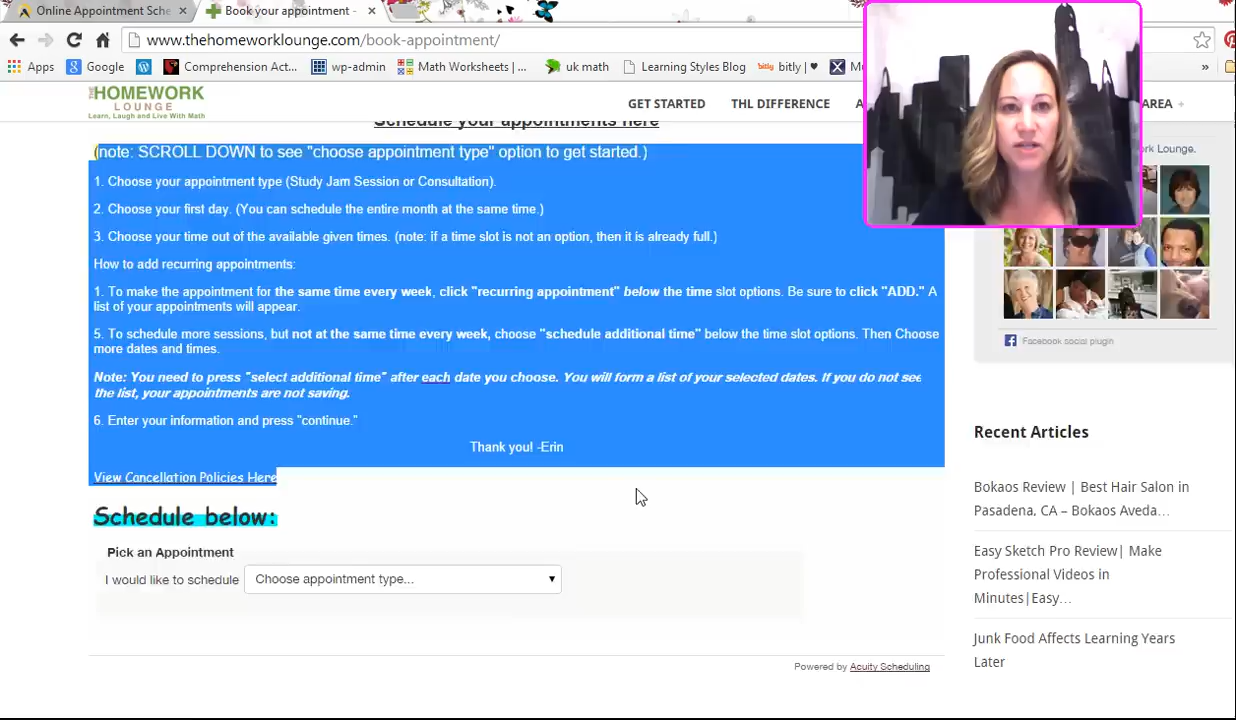 Online Appointment Sche
Book your appointment -
www.thehomeworklounge.com/book-appointment/
Apps
Google
Comprehension Act...
wp-admin
Math Worksheets | ...
uk math
Learning Styles Blog
bitly | ♥
»
THE HOMEWORK
LOUNGE
Learn, Laugh and Live With Math
GET STARTED
THL DIFFERENCE
A
AREA +
Schedule your appointments here
(note: SCROLL DOWN to see "choose appointment type" option to get started.)
1. Choose your appointment type (Study Jam Session or Consultation).
2. Choose your first day. (You can schedule the entire month at the same time.)
3. Choose your time out of the available given times. (note: if a time slot is not an option, then it is already full.)
How to add recurring appointments:
1. To make the appointment for the same time every week, click "recurring appointment" below the time slot options. Be sure to click "ADD." A
list of your appointments will appear.
5. To schedule more sessions, but not at the same time every week, choose "schedule additional time" below the time slot options. Then Choose
more dates and times.
Note: You need to press "select additional time" after each date you choose. You will form a list of your selected dates. If you do not see
the list, your appointments are not saving.
6. Enter your information and press "continue."
Thank you! -Erin
View Cancellation Policies Here
Schedule below:
Pick an Appointment
I would like to schedule
Choose appointment type...
Powered by Acuity Scheduling
rk Lounge.
Facebook social plugin
Recent Articles
Bokaos Review | Best Hair Salon in
Pasadena, CA – Bokaos Aveda…
Easy Sketch Pro Review| Make
Professional Videos in
Minutes|Easy…
Junk Food Affects Learning Years
Later